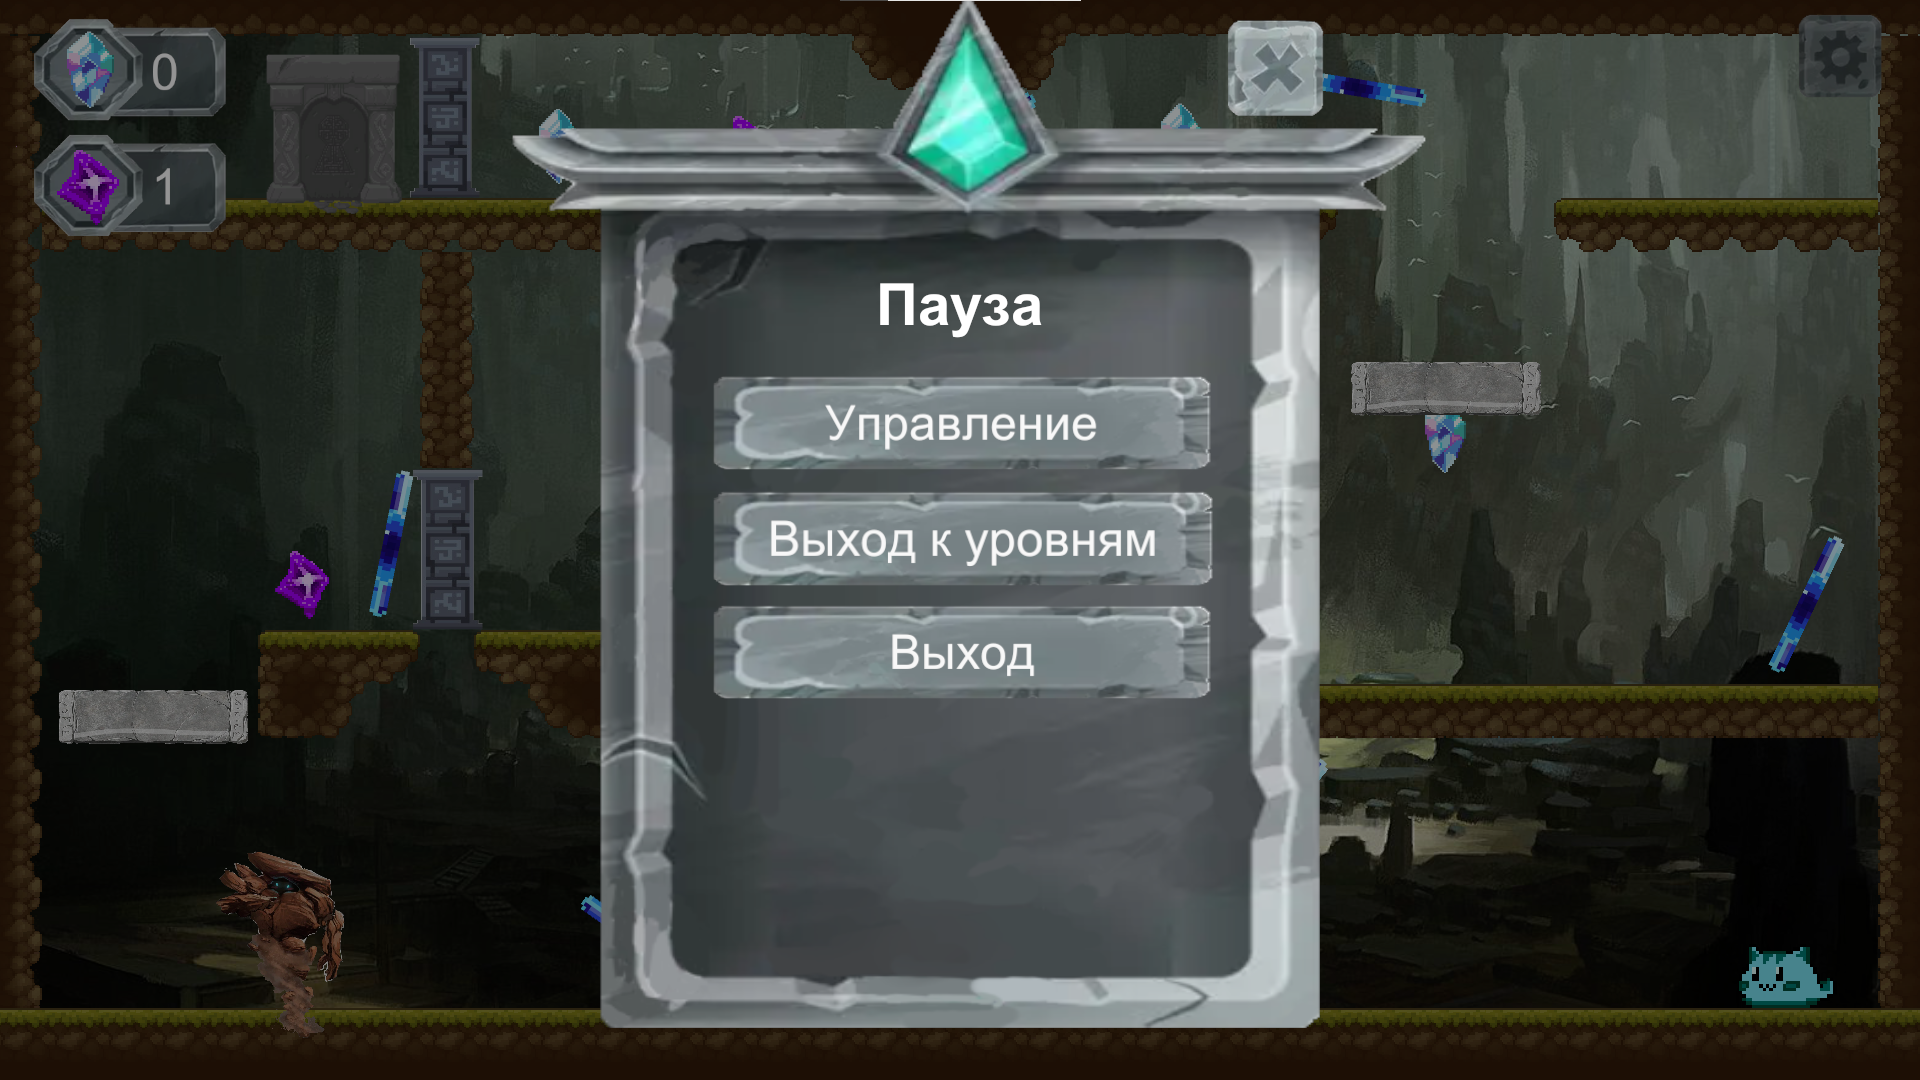 0
1
Пауза
Управление
Выход к уровням
Выход